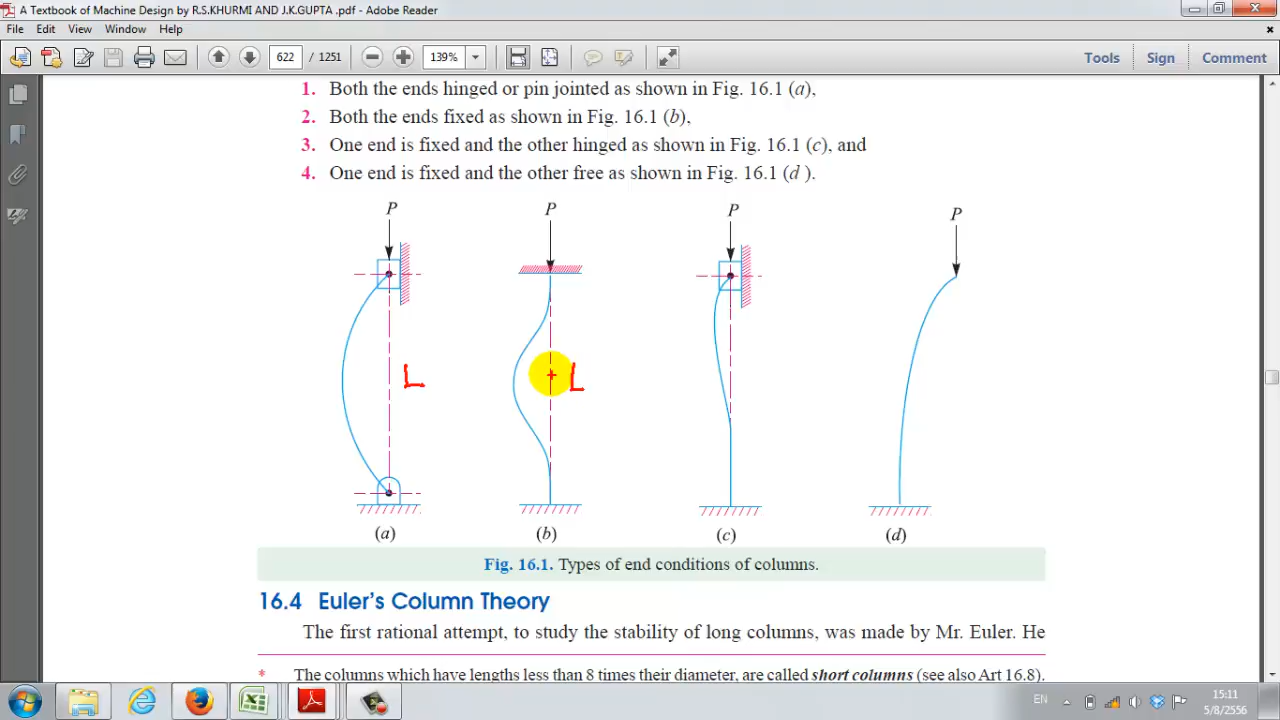 A Textbook of Machine Design by R.S.KHURMI AND J.K.GUPTA .pdf - Adobe Reader
File Edit View Window Help
622 / 1251 139% Tools Sign Comment
1. Both the ends hinged or pin jointed as shown in Fig. 16.1 (a),
2. Both the ends fixed as shown in Fig. 16.1 (b),
3. One end is fixed and the other hinged as shown in Fig. 16.1 (c), and
4. One end is fixed and the other free as shown in Fig. 16.1 (d ).
P P P P
L L
(a) (b) (c) (d)
Fig. 16.1. Types of end conditions of columns.
16.4 Euler's Column Theory
The first rational attempt, to study the stability of long columns, was made by Mr. Euler. He
* The columns which have lengths less than 8 times their diameter, are called short columns (see also Art 16.8).
EN 15:11
5/8/2556